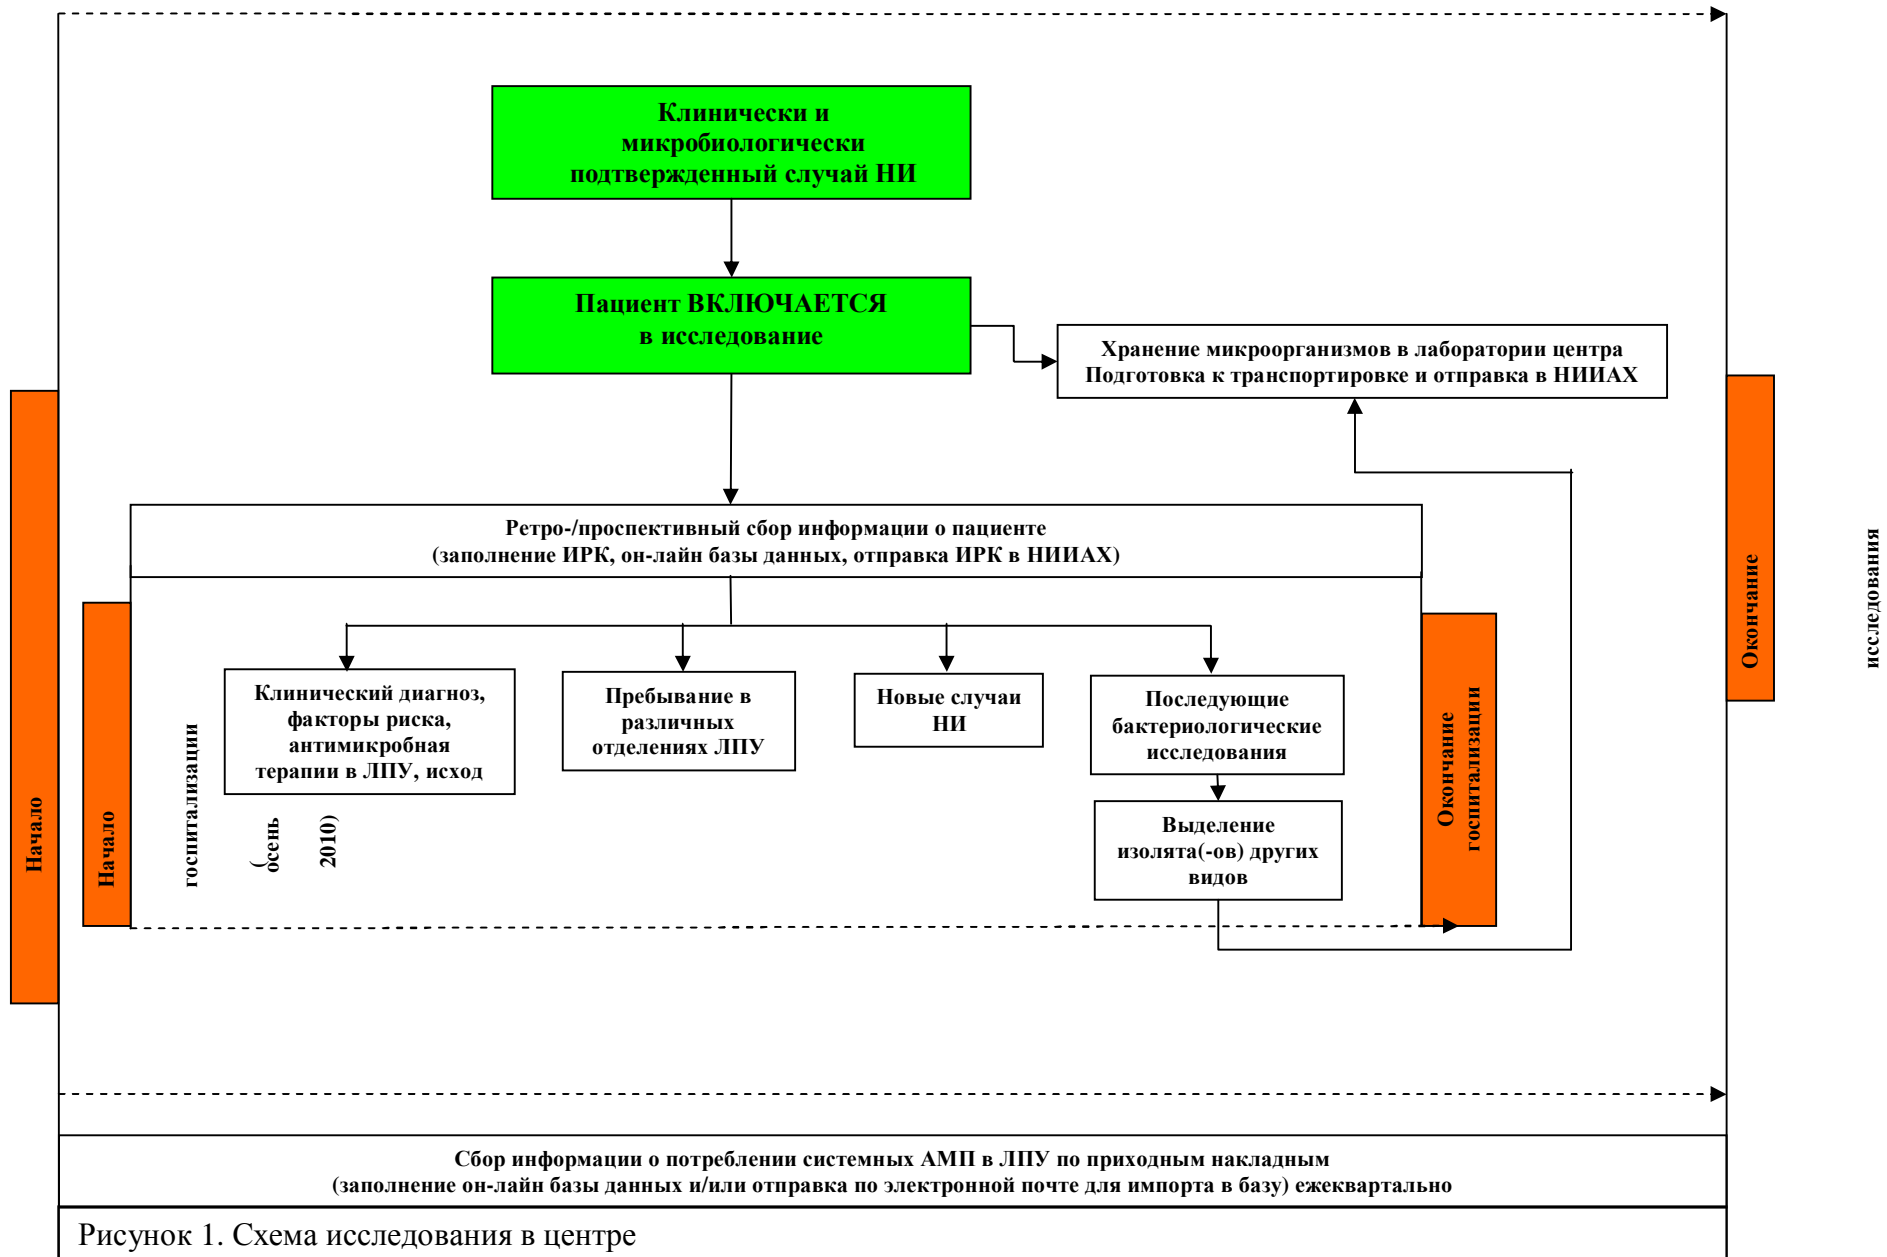 Клинически и
микробиологически
подтвержденный случай НИ
Пациент ВКЛЮЧАЕТСЯ
в исследование
Хранение микроорганизмов в лаборатории центра
Подготовка к транспортировке и отправка в НИИАХ
Ретро-/проспективный сбор информации о пациенте
(заполнение ИРК, он-лайн базы данных, отправка ИРК в НИИАХ)
Начало
Начало
госпитализации
(осень
2010)
Клинический диагноз,
факторы риска,
антимикробная
терапии в ЛПУ, исход
Пребывание в
различных
отделениях ЛПУ
Новые случаи
НИ
Последующие
бактериологические
исследования
Выделение
изолята(-ов) других
видов
Окончание
госпитализации
Окончание
исследования
Сбор информации о потреблении системных АМП в ЛПУ по приходным накладным
(заполнение он-лайн базы данных и/или отправка по электронной почте для импорта в базу) ежеквартально
Рисунок 1. Схема исследования в центре